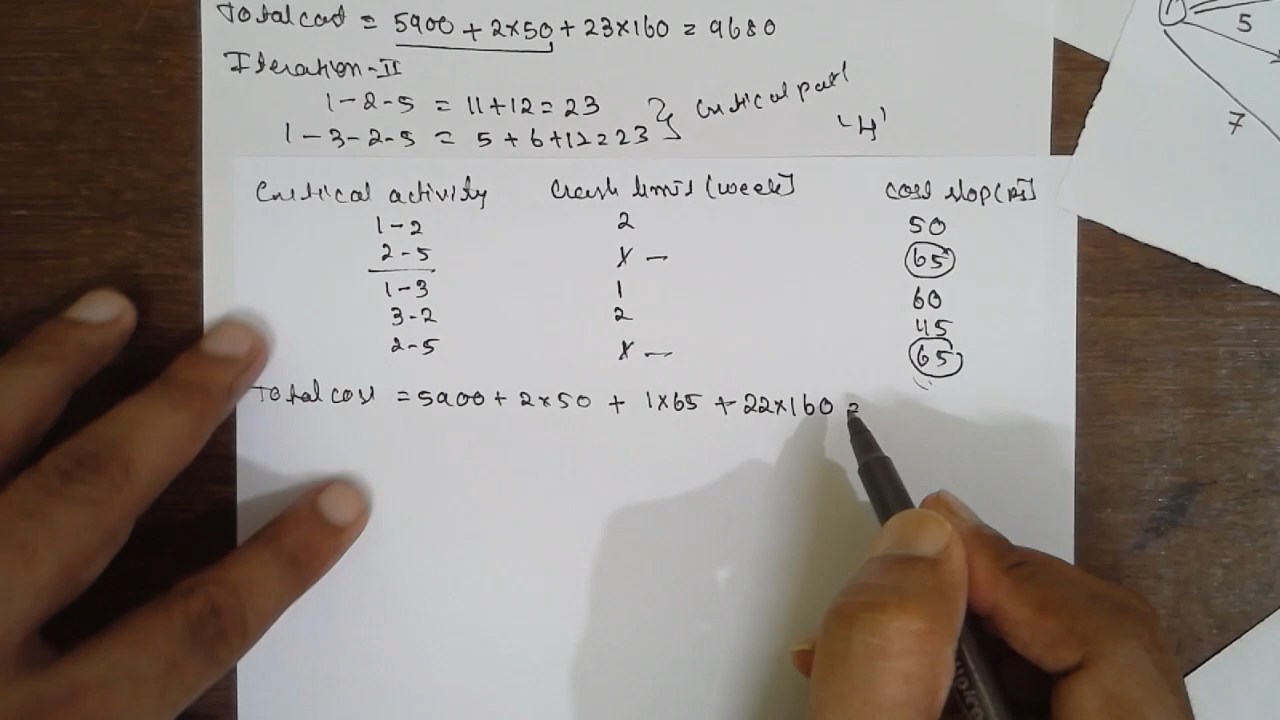 Total cost = 5900 + 2x50 + 23x160 = 9680
5
Iteration-II
1-2-5 = 11+12 = 23
1-3-2-5 = 5+6+12=23 } critical path
'4'
7
Critical activity Crash limit (week) cost slop (Rs)
1-2 2 50
2-5 X - 65
1-3 1 60
3-2 2 45
2-5 X - 65
Total cost = 5900 + 2x50 + 1x65 + 22x160 =